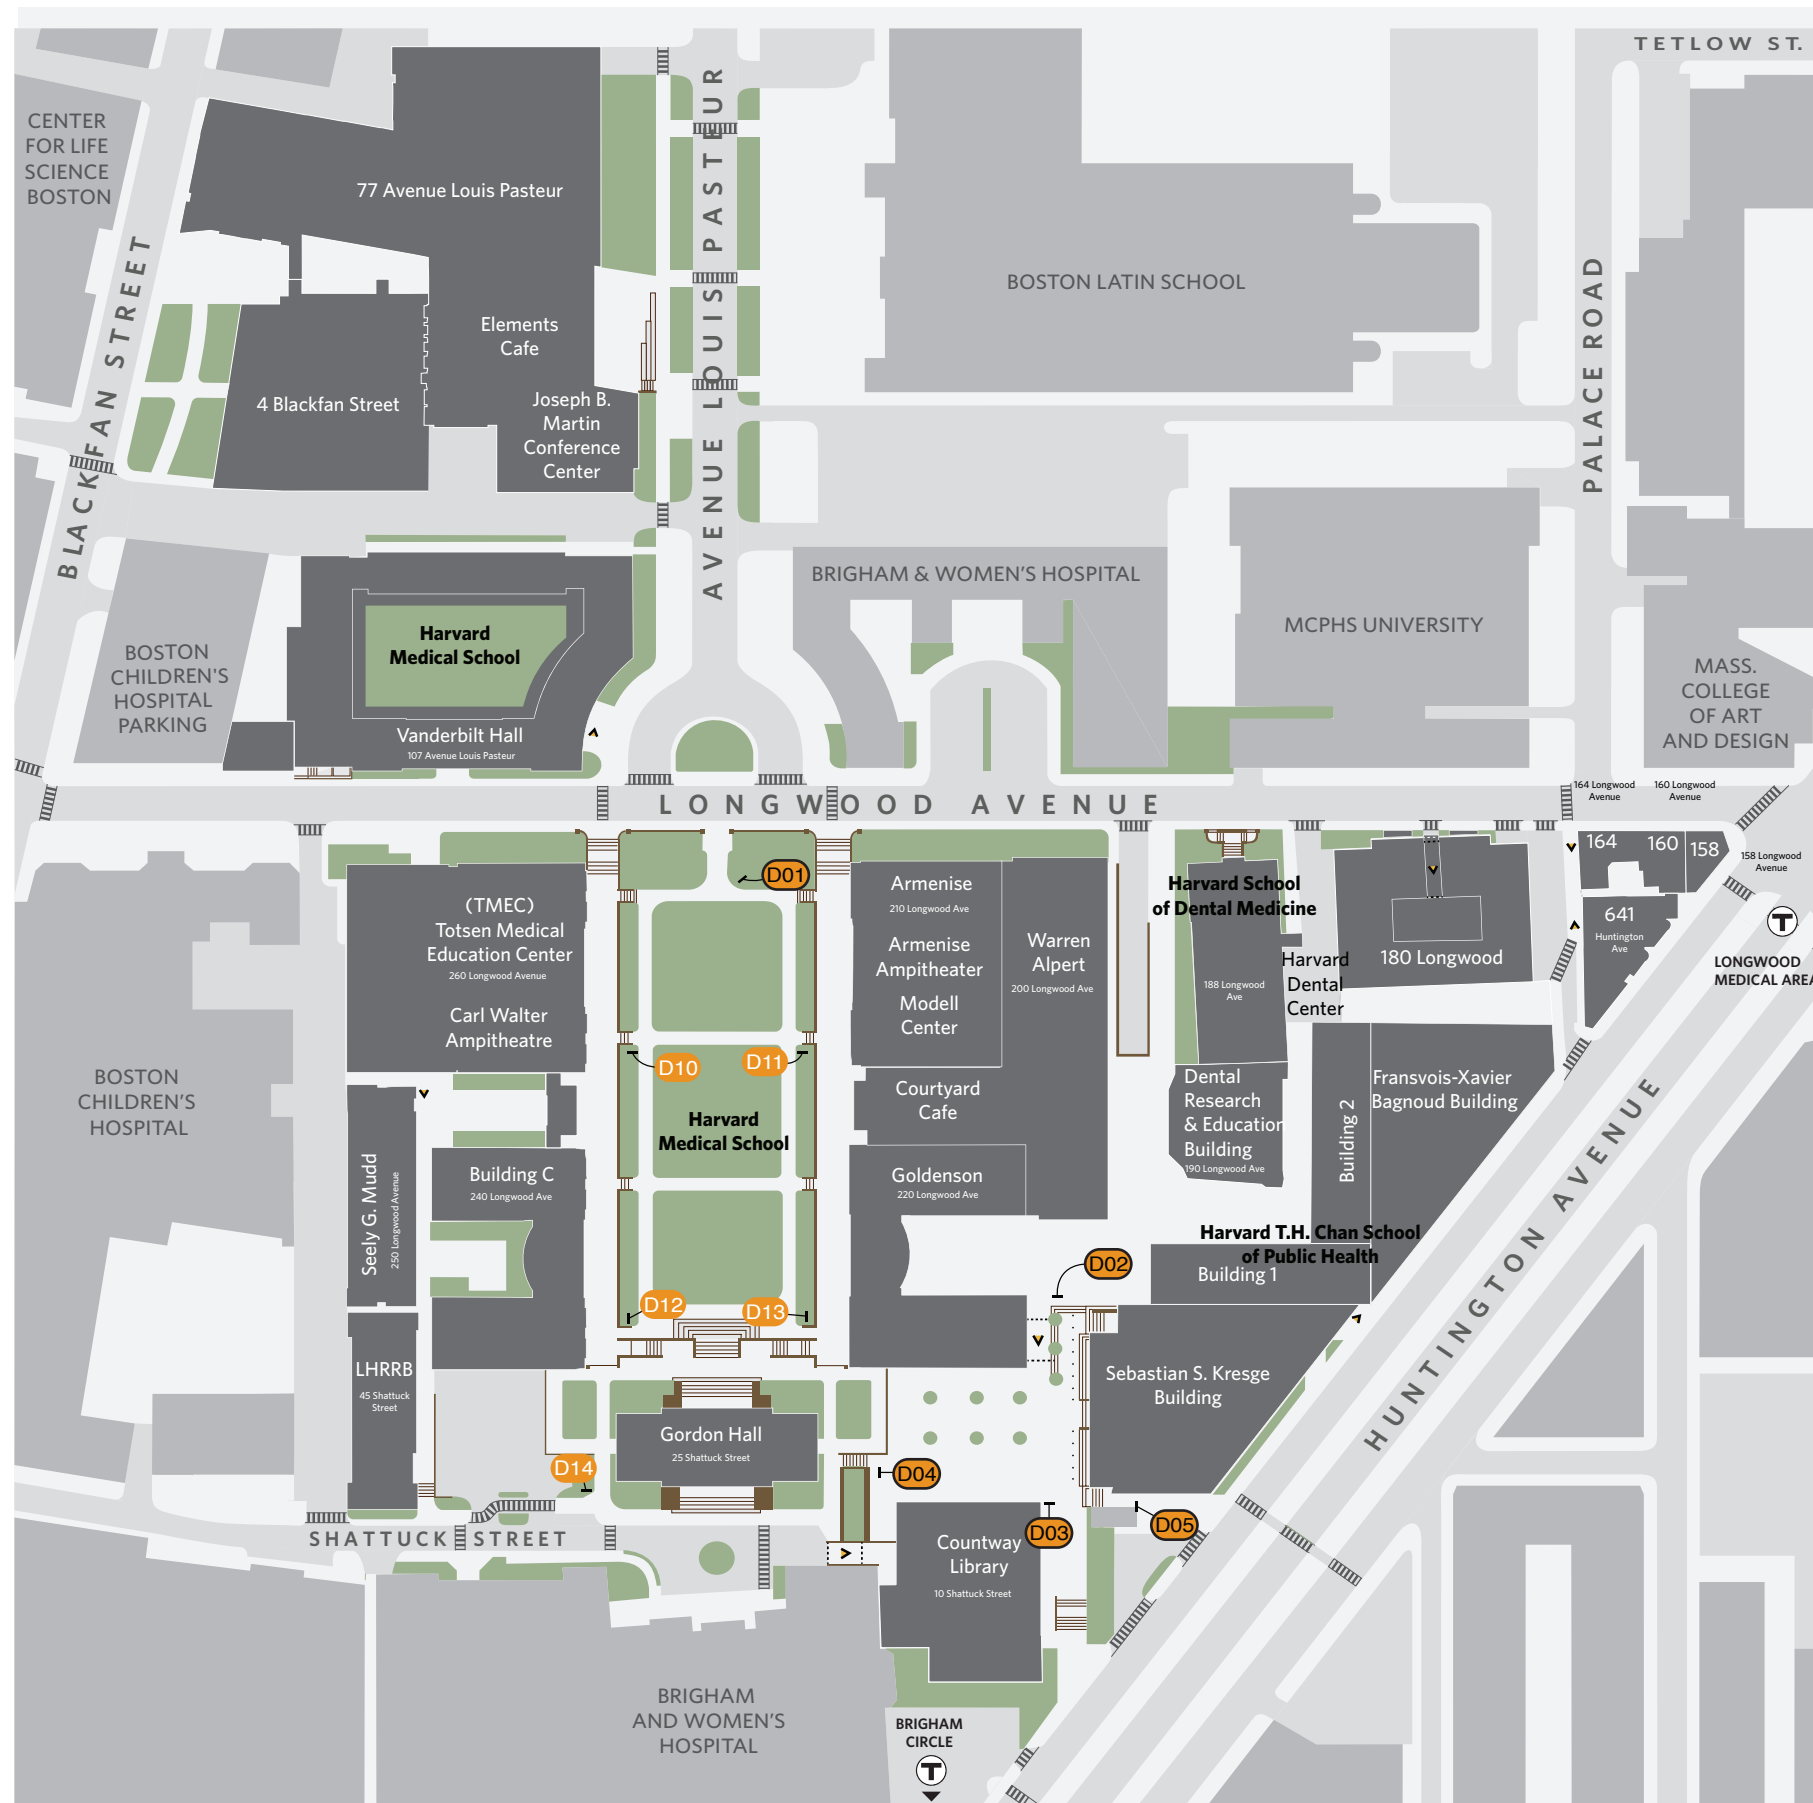 TETLOW ST.
CENTER
FOR LIFE
SCIENCE
BOSTON
77 Avenue Louis Pasteur
AVENUE LOUIS PASTEUR
BLACKFAN STREET
BOSTON LATIN SCHOOL
PALACE ROAD
Elements
Cafe
4 Blackfan Street
Joseph B.
Martin
Conference
Center
BRIGHAM & WOMEN'S HOSPITAL
MCPHS UNIVERSITY
Harvard
Medical School
BOSTON
CHILDREN'S
HOSPITAL
PARKING
MASS.
COLLEGE
OF ART
AND DESIGN
Vanderbilt Hall
107 Avenue Louis Pasteur
LONGWOOD AVENUE
164 Longwood
Avenue
160 Longwood
Avenue
164
160
158
158 Longwood
Avenue
D01
Armenise
210 Longwood Ave
Harvard School
of Dental Medicine
(TMEC)
Totsen Medical
Education Center
260 Longwood Avenue
Armenise
Ampitheater
Warren
Alpert
200 Longwood Ave
641
Huntington
Ave
T
LONGWOOD
MEDICAL AREA
Harvard
Dental
Center
180 Longwood
188 Longwood
Ave
Carl Walter
Ampitheatre
Modell
Center
D10
D11
BOSTON
CHILDREN'S
HOSPITAL
Courtyard
Cafe
Dental
Research
& Education
Building
190 Longwood Ave
Building 2
Fransvois-Xavier
Bagnoud Building
Harvard
Medical School
Seely G. Mudd
250 Longwood Avenue
Building C
240 Longwood Ave
Goldenson
220 Longwood Ave
HUNTINGTON AVENUE
Harvard T.H. Chan School
of Public Health
Building 1
D02
D12
D13
LHRRB
45 Shattuck
Street
Sebastian S. Kresge
Building
Gordon Hall
25 Shattuck Street
D14
D04
D03
D05
SHATTUCK STREET
Countway
Library
10 Shattuck Street
BRIGHAM
AND WOMEN'S
HOSPITAL
BRIGHAM
CIRCLE
T